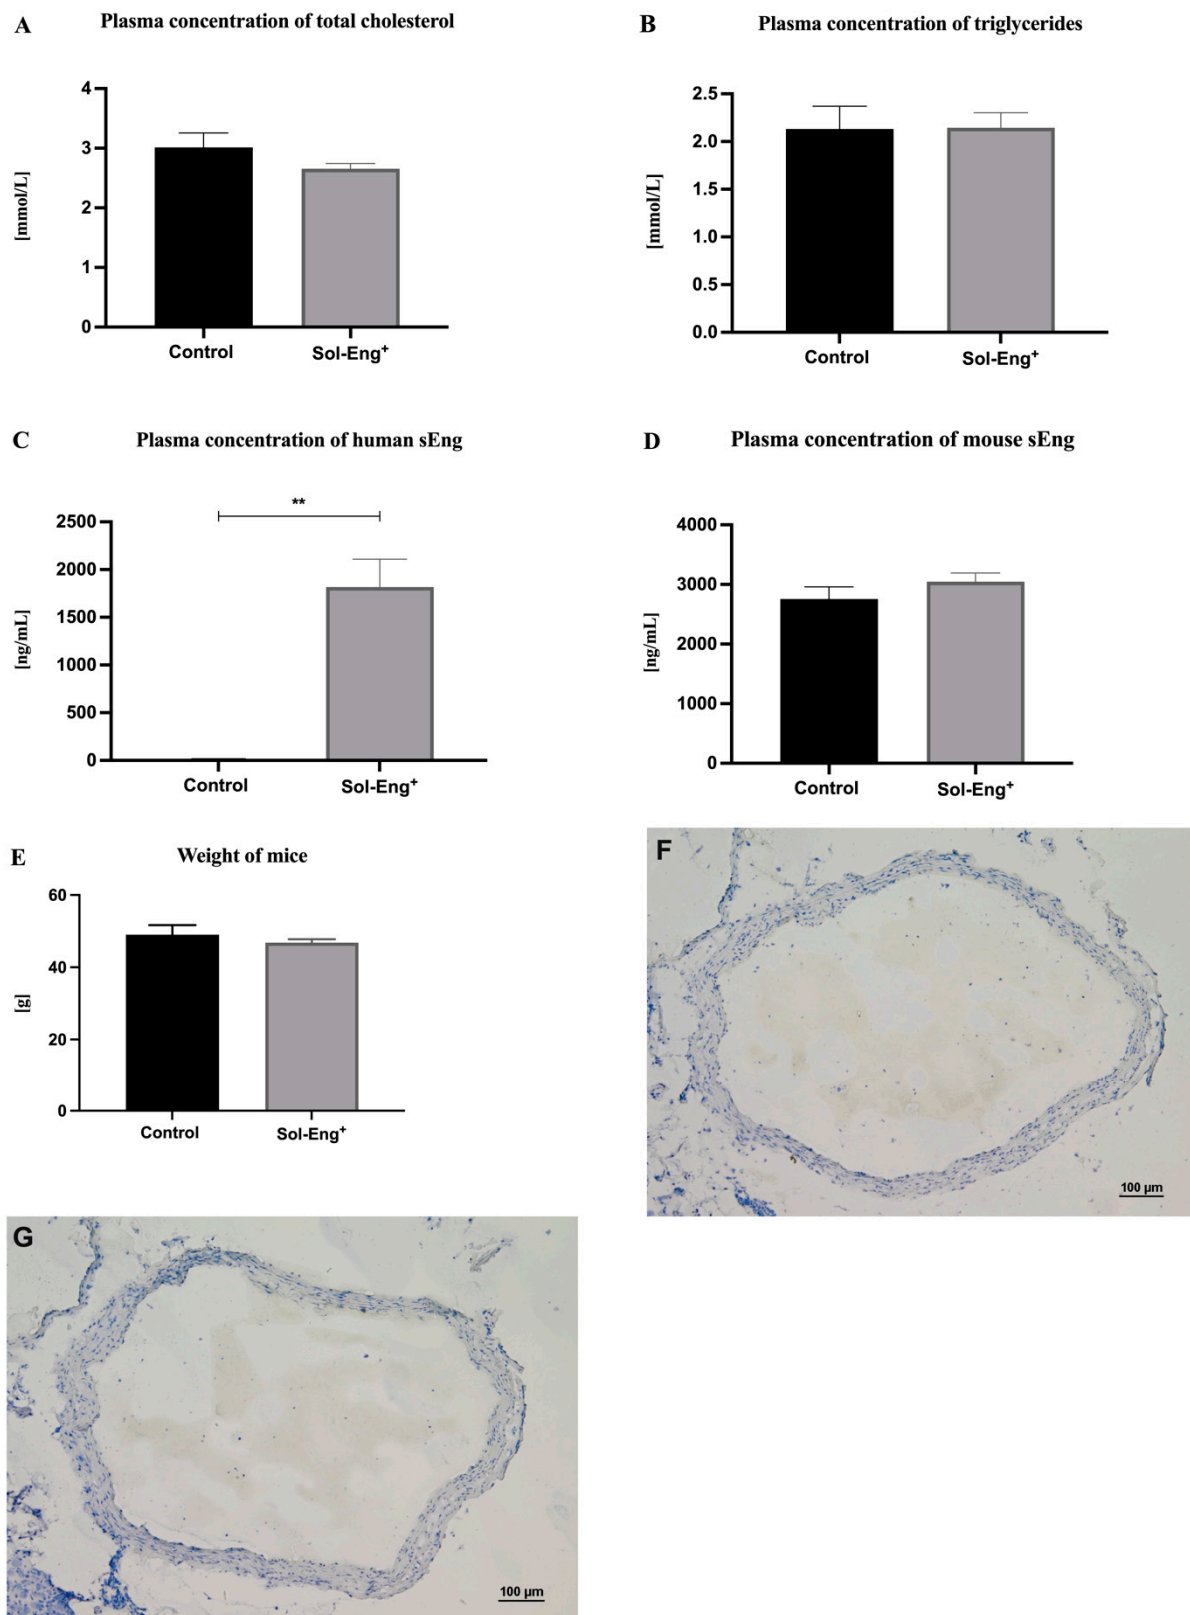 A
Plasma concentration of total cholesterol
4
3
2
1
0
[mmol/L]
Control
Sol-Eng⁺
B
Plasma concentration of triglycerides
2.5
2.0
1.5
1.0
0.5
0.0
[mmol/L]
Control
Sol-Eng⁺
C
Plasma concentration of human sEng
**
2500
2000
1500
1000
500
0
[ng/mL]
Control
Sol-Eng⁺
D
Plasma concentration of mouse sEng
4000
3000
2000
1000
0
[ng/mL]
Control
Sol-Eng⁺
E
Weight of mice
60
40
20
0
[g]
Control
Sol-Eng⁺
F
100 µm
G
100 µm